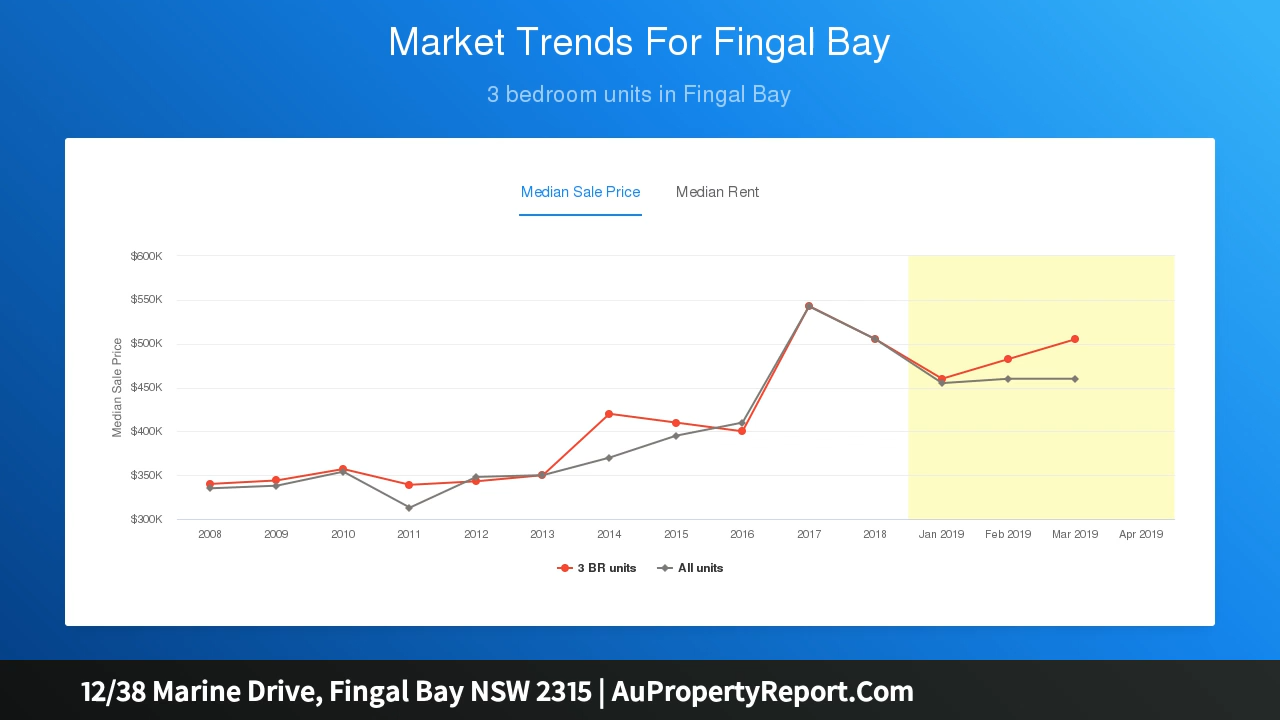 Market Trends For Fingal Bay
3 bedroom units in Fingal Bay
Median Sale Price Median Rent
$600K
$550K
$500K
$450K
$400K
$350K
$300K
Median Sale Price
2008 2009 2010 2011 2012 2013 2014 2015 2016 2017 2018 Jan 2019 Feb 2019 Mar 2019 Apr 2019
3 BR units All units
12/38 Marine Drive, Fingal Bay NSW 2315 | AuPropertyReport.Com